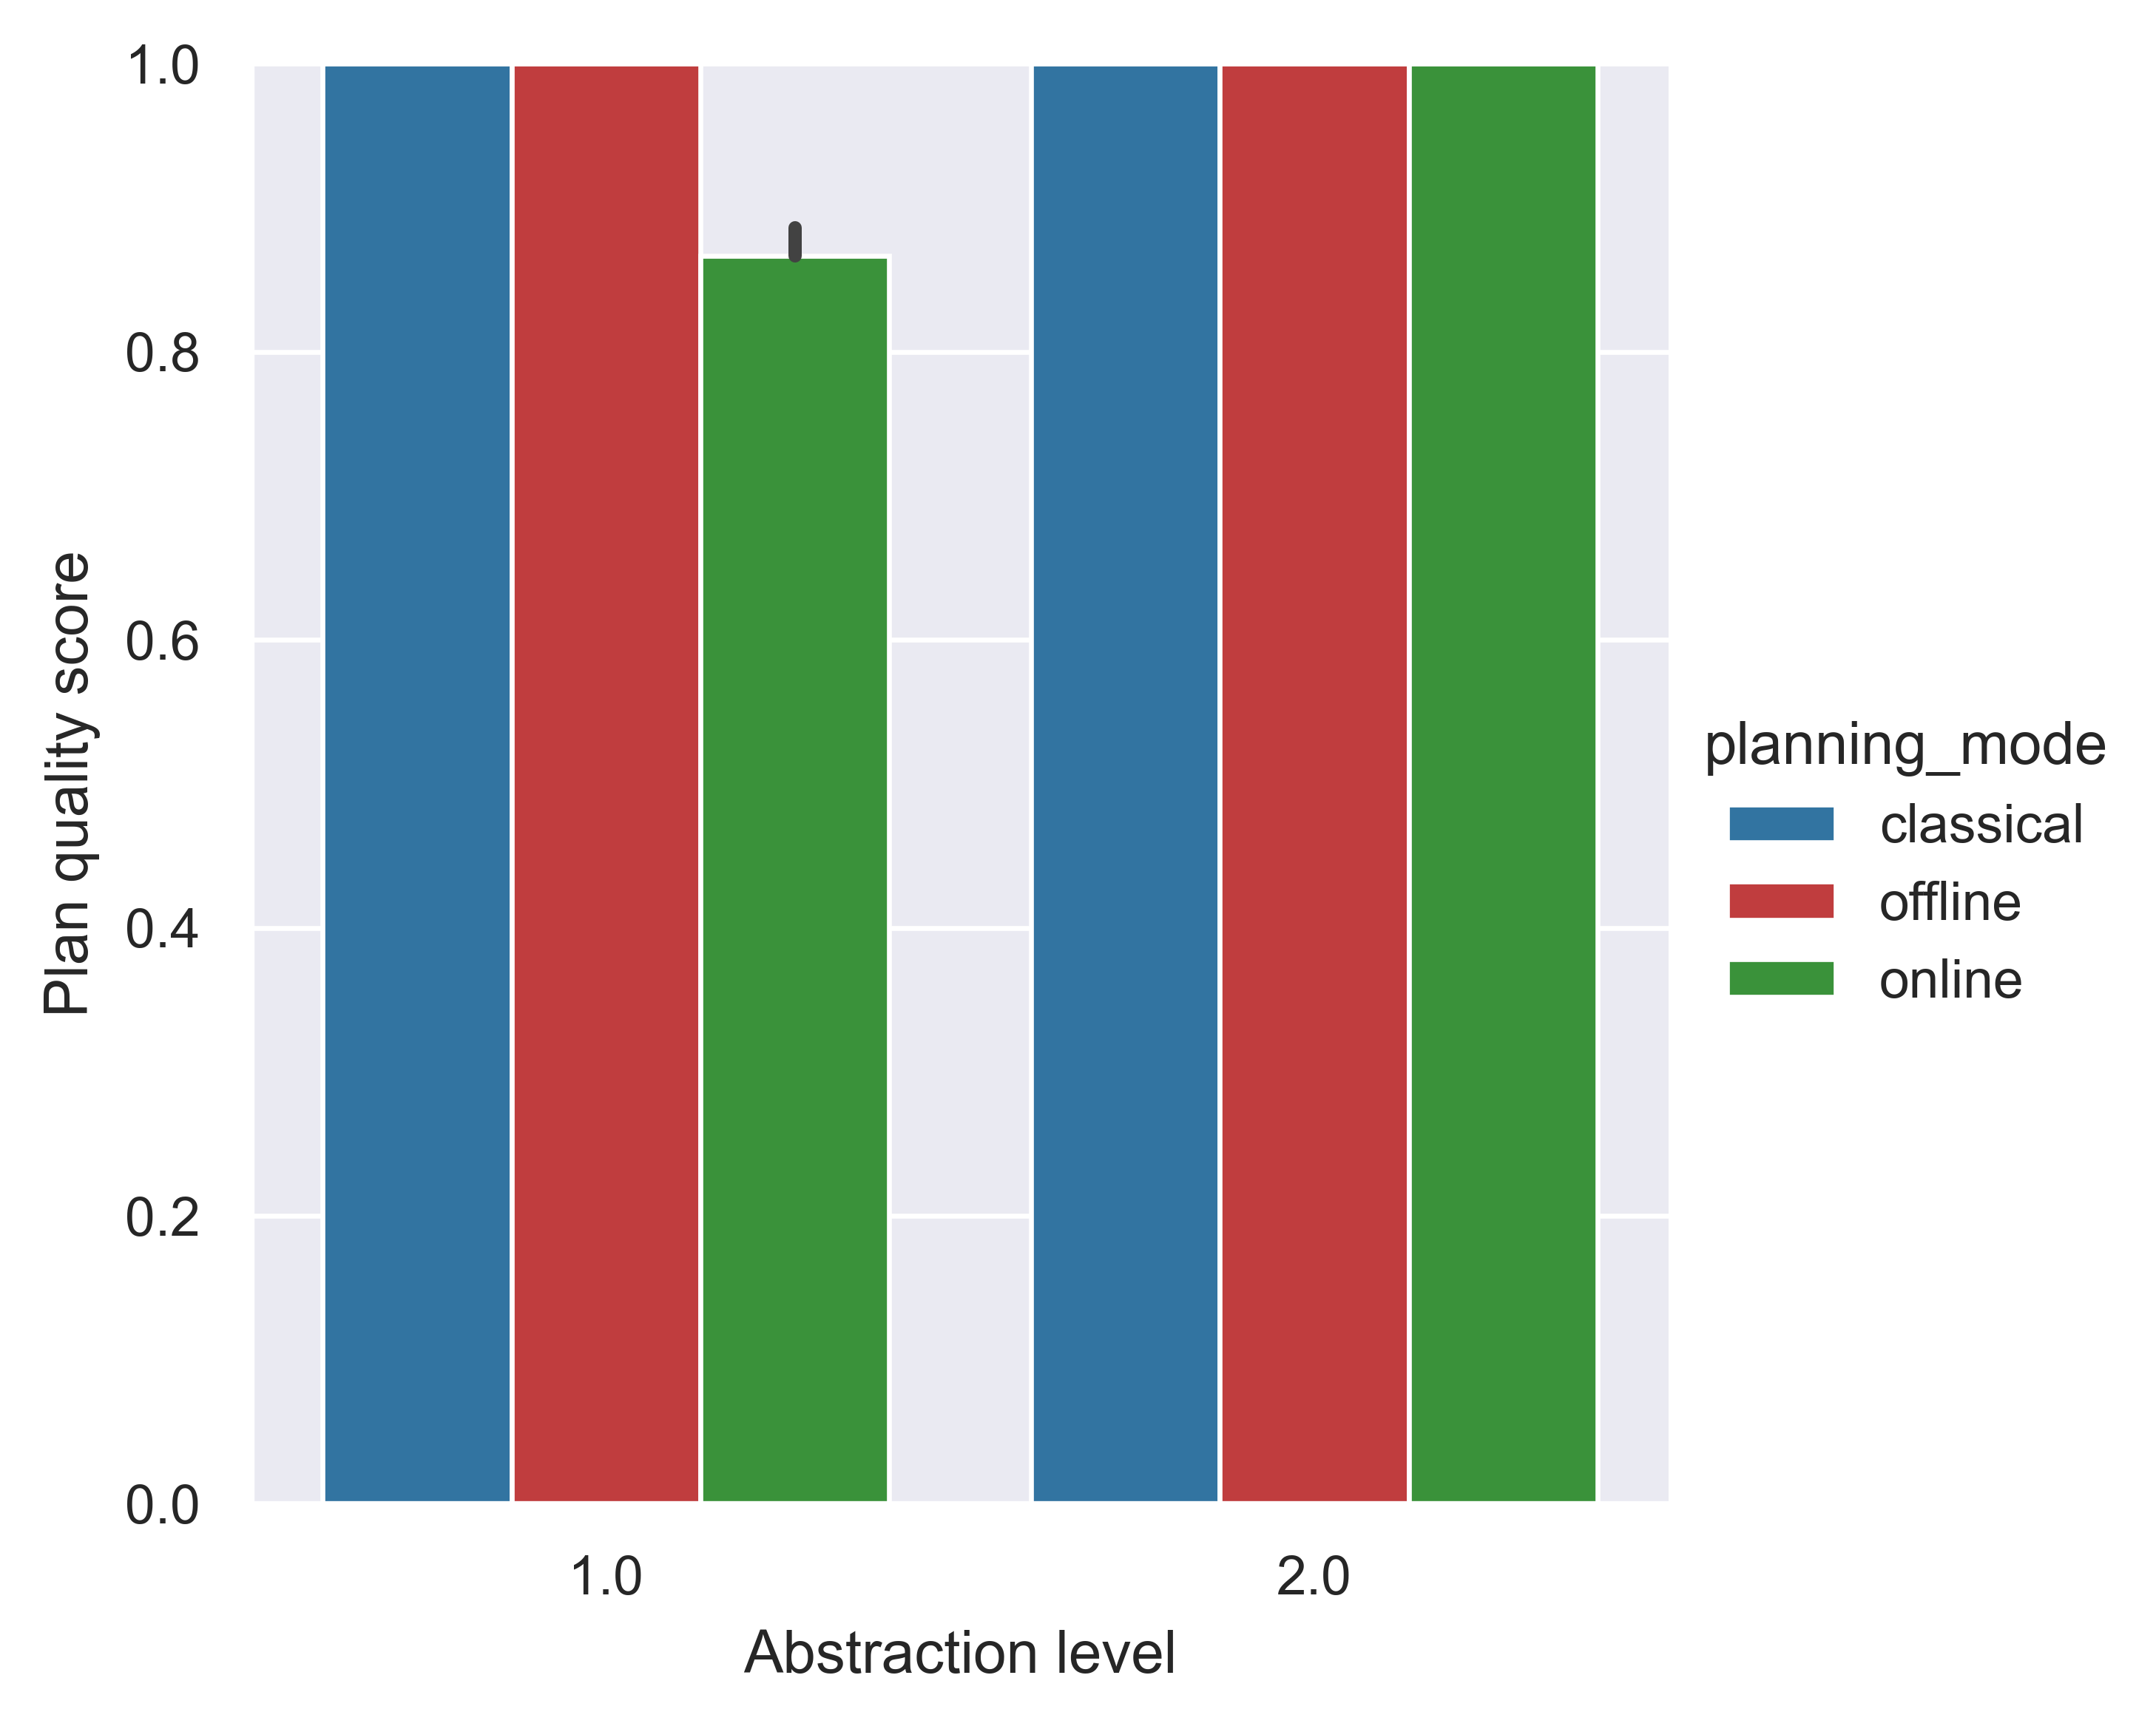 1.0
0.8
0.6
0.4
0.2
0.0
Plan quality score
1.0
2.0
Abstraction level
planning_mode
classical
offline
online